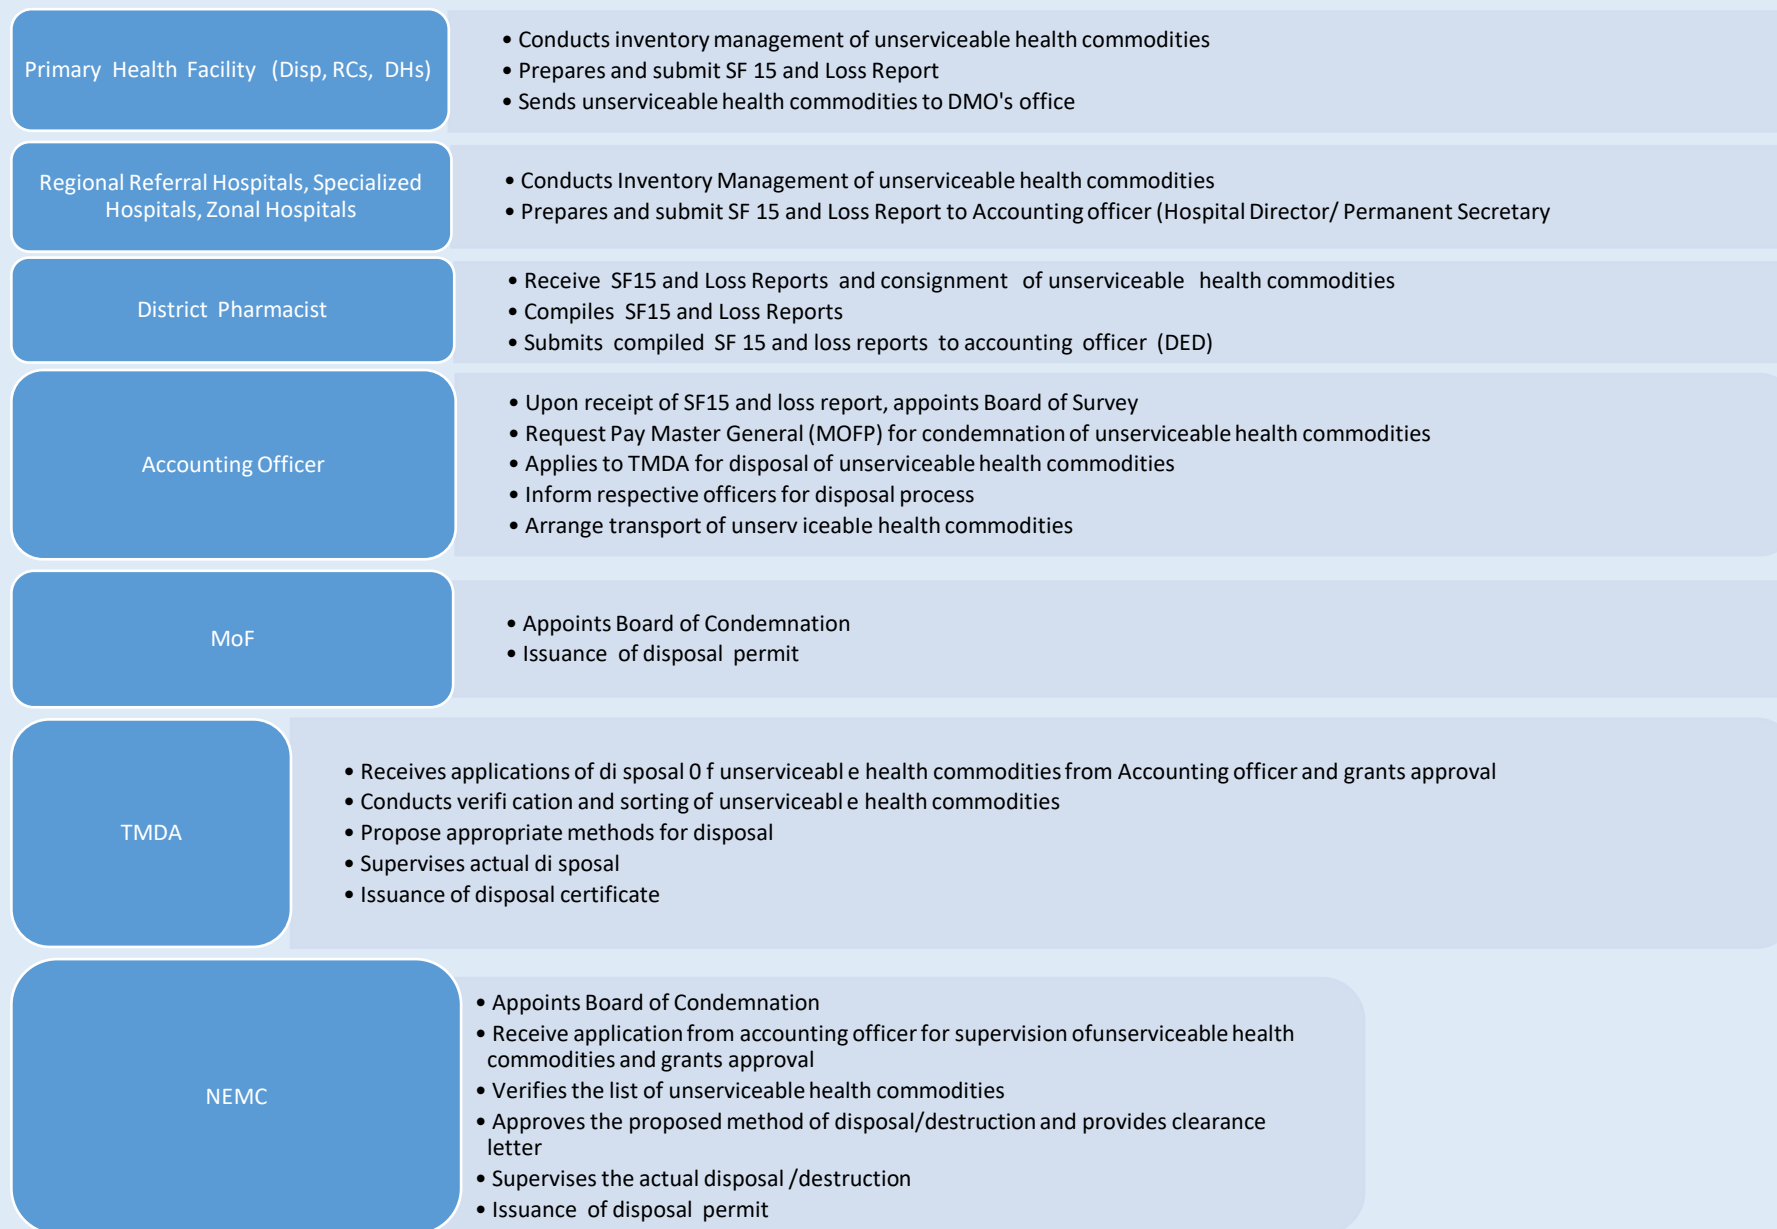 Primary Health Facility (Disp, RCs, DHs)
• Conducts inventory management of unserviceable health commodities
• Prepares and submit SF 15 and Loss Report
• Sends unserviceable health commodities to DMO's office
Regional Referral Hospitals, Specialized
Hospitals, Zonal Hospitals
• Conducts Inventory Management of unserviceable health commodities
• Prepares and submit SF 15 and Loss Report to Accounting officer (Hospital Director/ Permanent Secretary
District Pharmacist
• Receive SF15 and Loss Reports and consignment of unserviceable health commodities
• Compiles SF15 and Loss Reports
• Submits compiled SF 15 and loss reports to accounting officer (DED)
Accounting Officer
• Upon receipt of SF15 and loss report, appoints Board of Survey
• Request Pay Master General (MOFP) for condemnation of unserviceable health commodities
• Applies to TMDA for disposal of unserviceable health commodities
• Inform respective officers for disposal process
• Arrange transport of unserv iceable health commodities
MoF
• Appoints Board of Condemnation
• Issuance of disposal permit
TMDA
• Receives applications of di sposal 0 f unserviceabl e health commodities from Accounting officer and grants approval
• Conducts verifi cation and sorting of unserviceabl e health commodities
• Propose appropriate methods for disposal
• Supervises actual di sposal
• Issuance of disposal certificate
NEMC
• Appoints Board of Condemnation
• Receive application from accounting officer for supervision ofunserviceable health
commodities and grants approval
• Verifies the list of unserviceable health commodities
• Approves the proposed method of disposal/destruction and provides clearance
letter
• Supervises the actual disposal /destruction
• Issuance of disposal permit